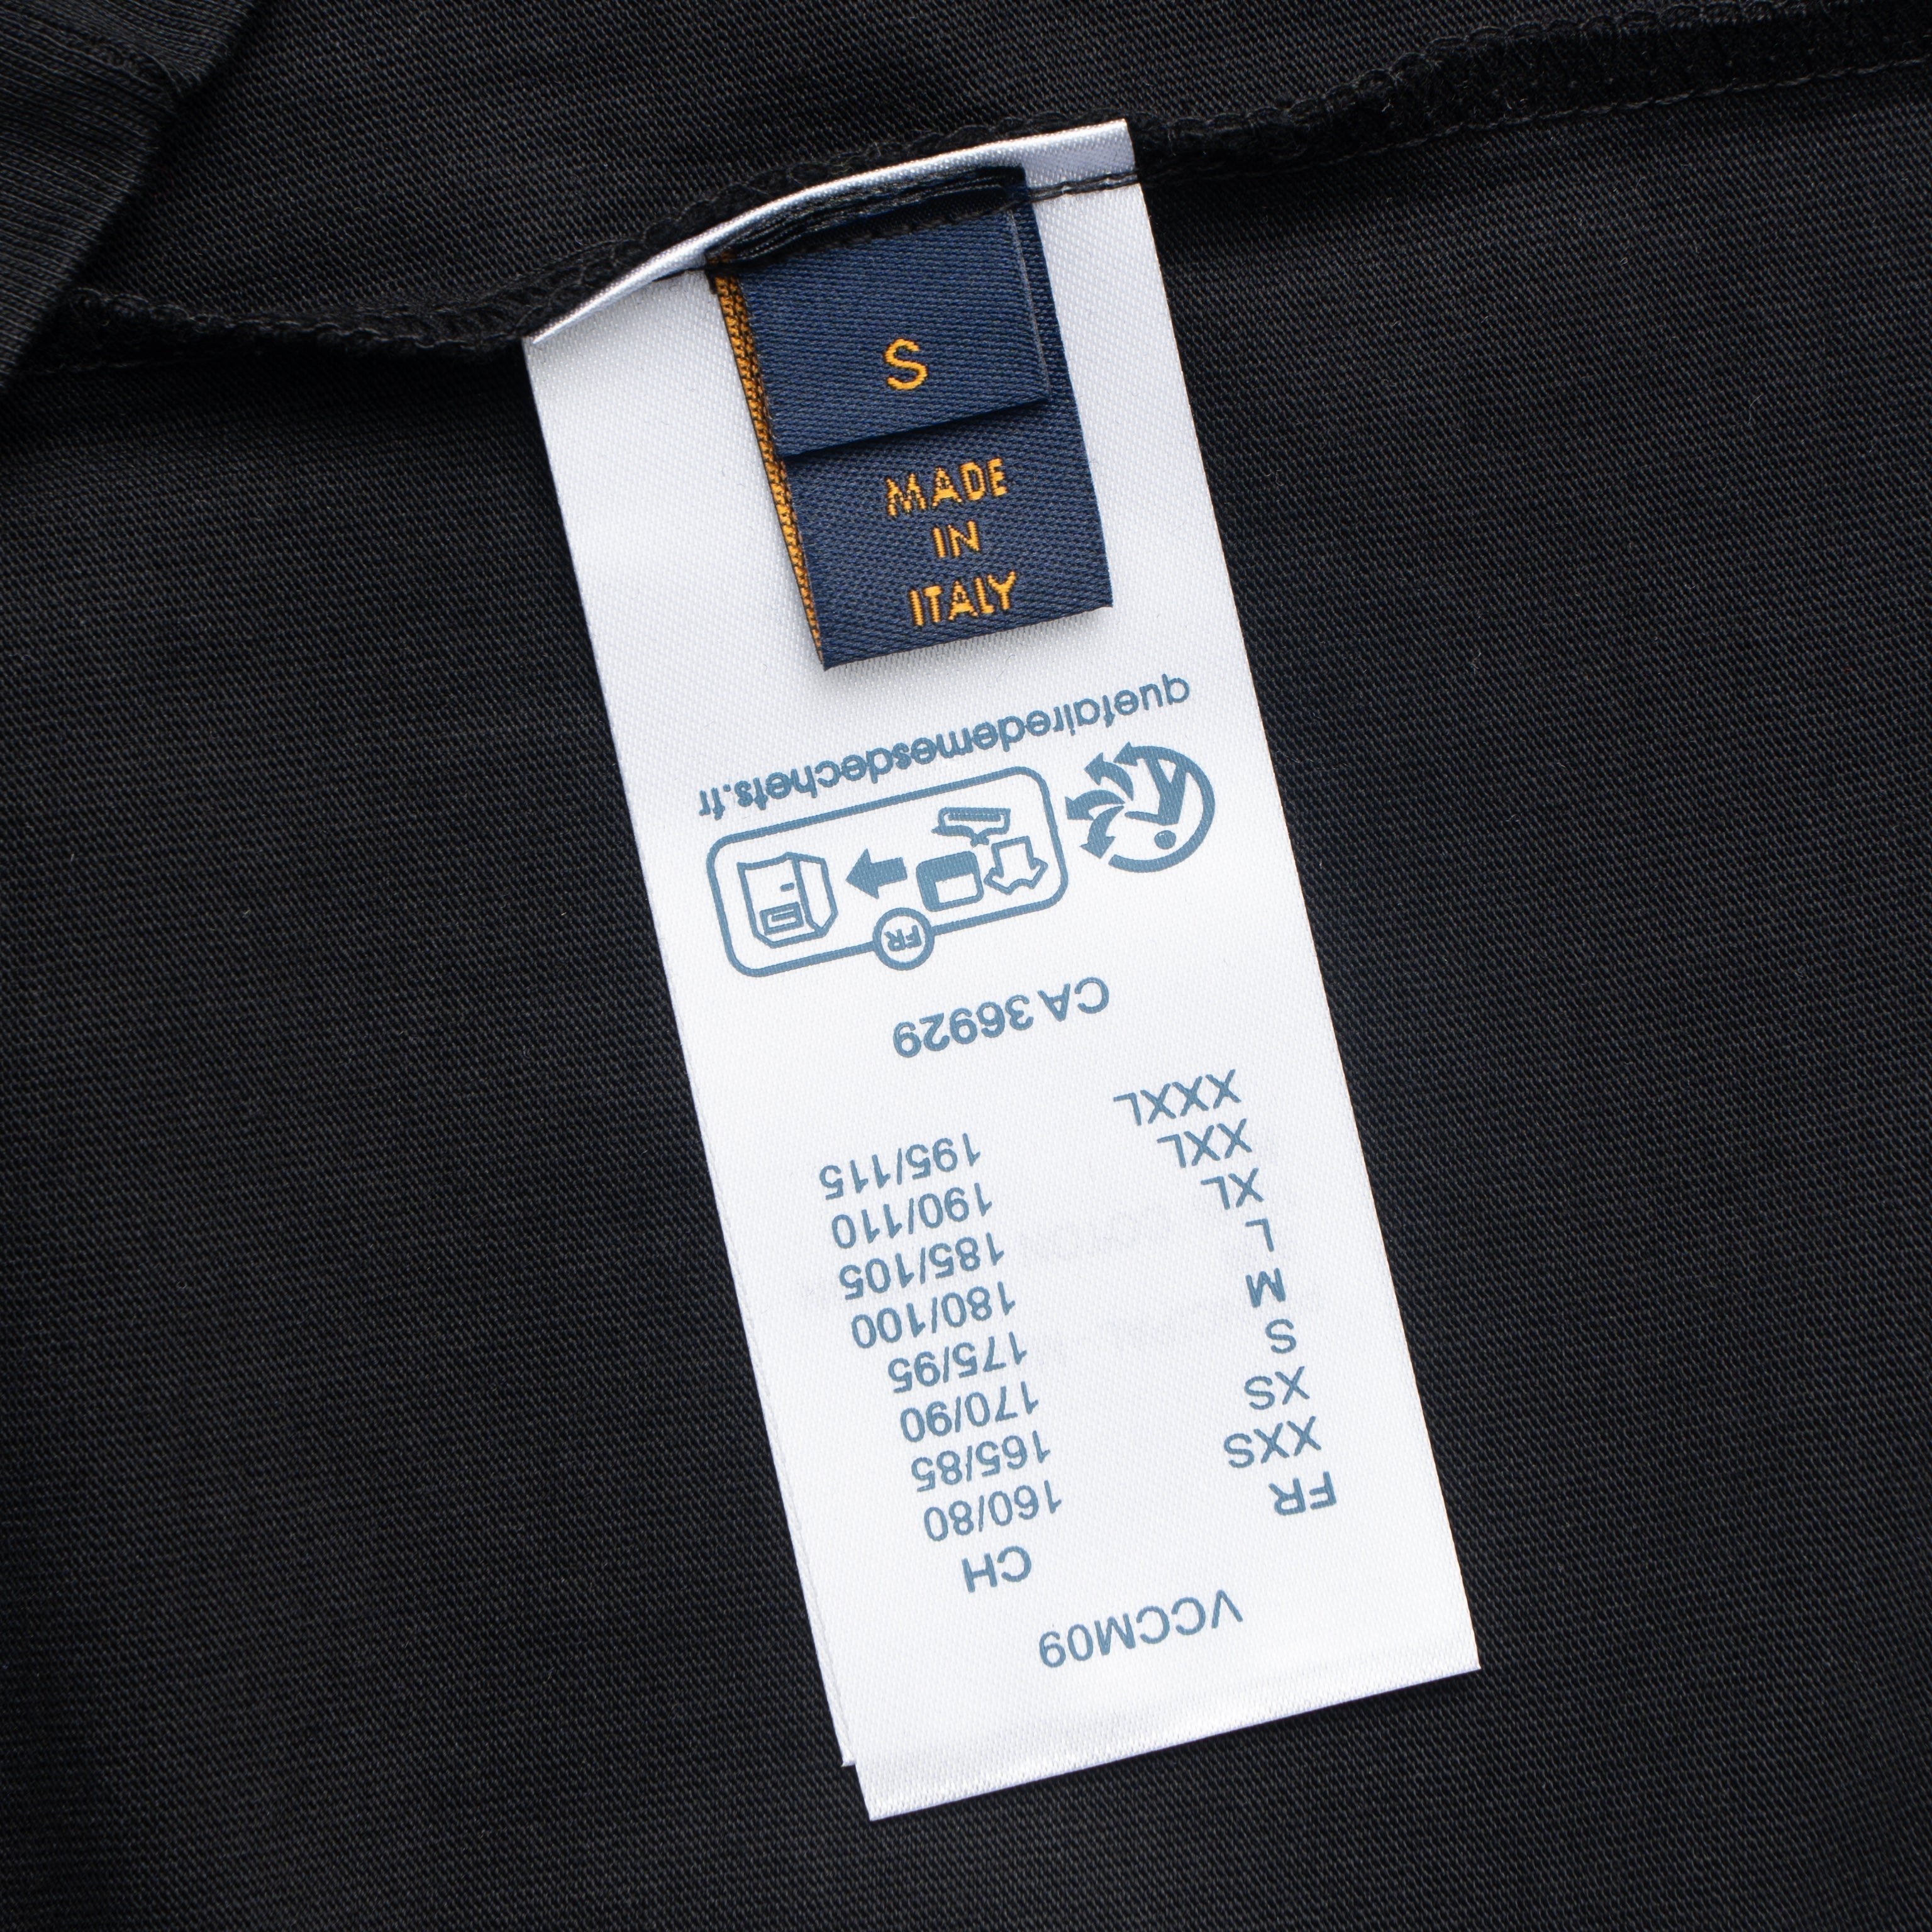 S
MADE
IN
ITALY
VCCM09
FR CH
XXS 160/80
XS 165/85
S 170/90
M 175/95
L 180/100
XL 185/105
XXL 190/110
XXXL 195/115
CA 36929
FR
quefairedemesdechets.fr